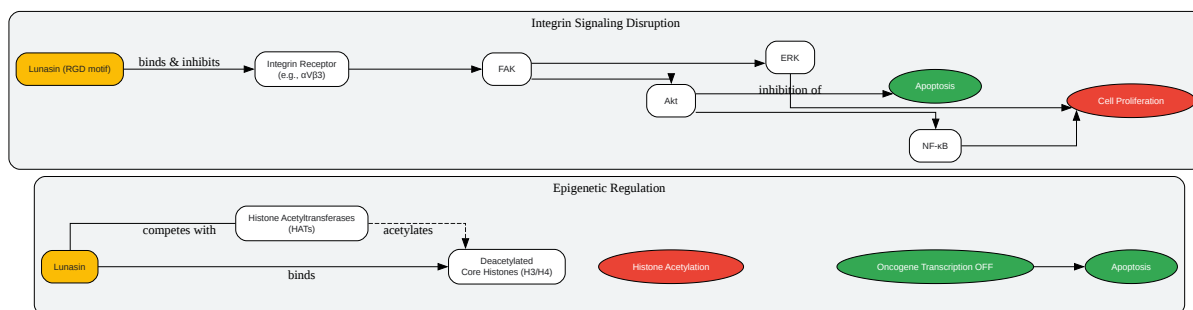 Integrin Signaling Disruption
Lunasin (RGD motif)
binds & inhibits
Integrin Receptor
(e.g., αVβ3)
FAK
ERK
Akt
inhibition of
Apoptosis
Cell Proliferation
NF-κB
Epigenetic Regulation
Histone Acetyltransferases
(HATs)
competes with
acetylates
Lunasin
binds
Deacetylated
Core Histones (H3/H4)
Histone Acetylation
Oncogene Transcription OFF
Apoptosis